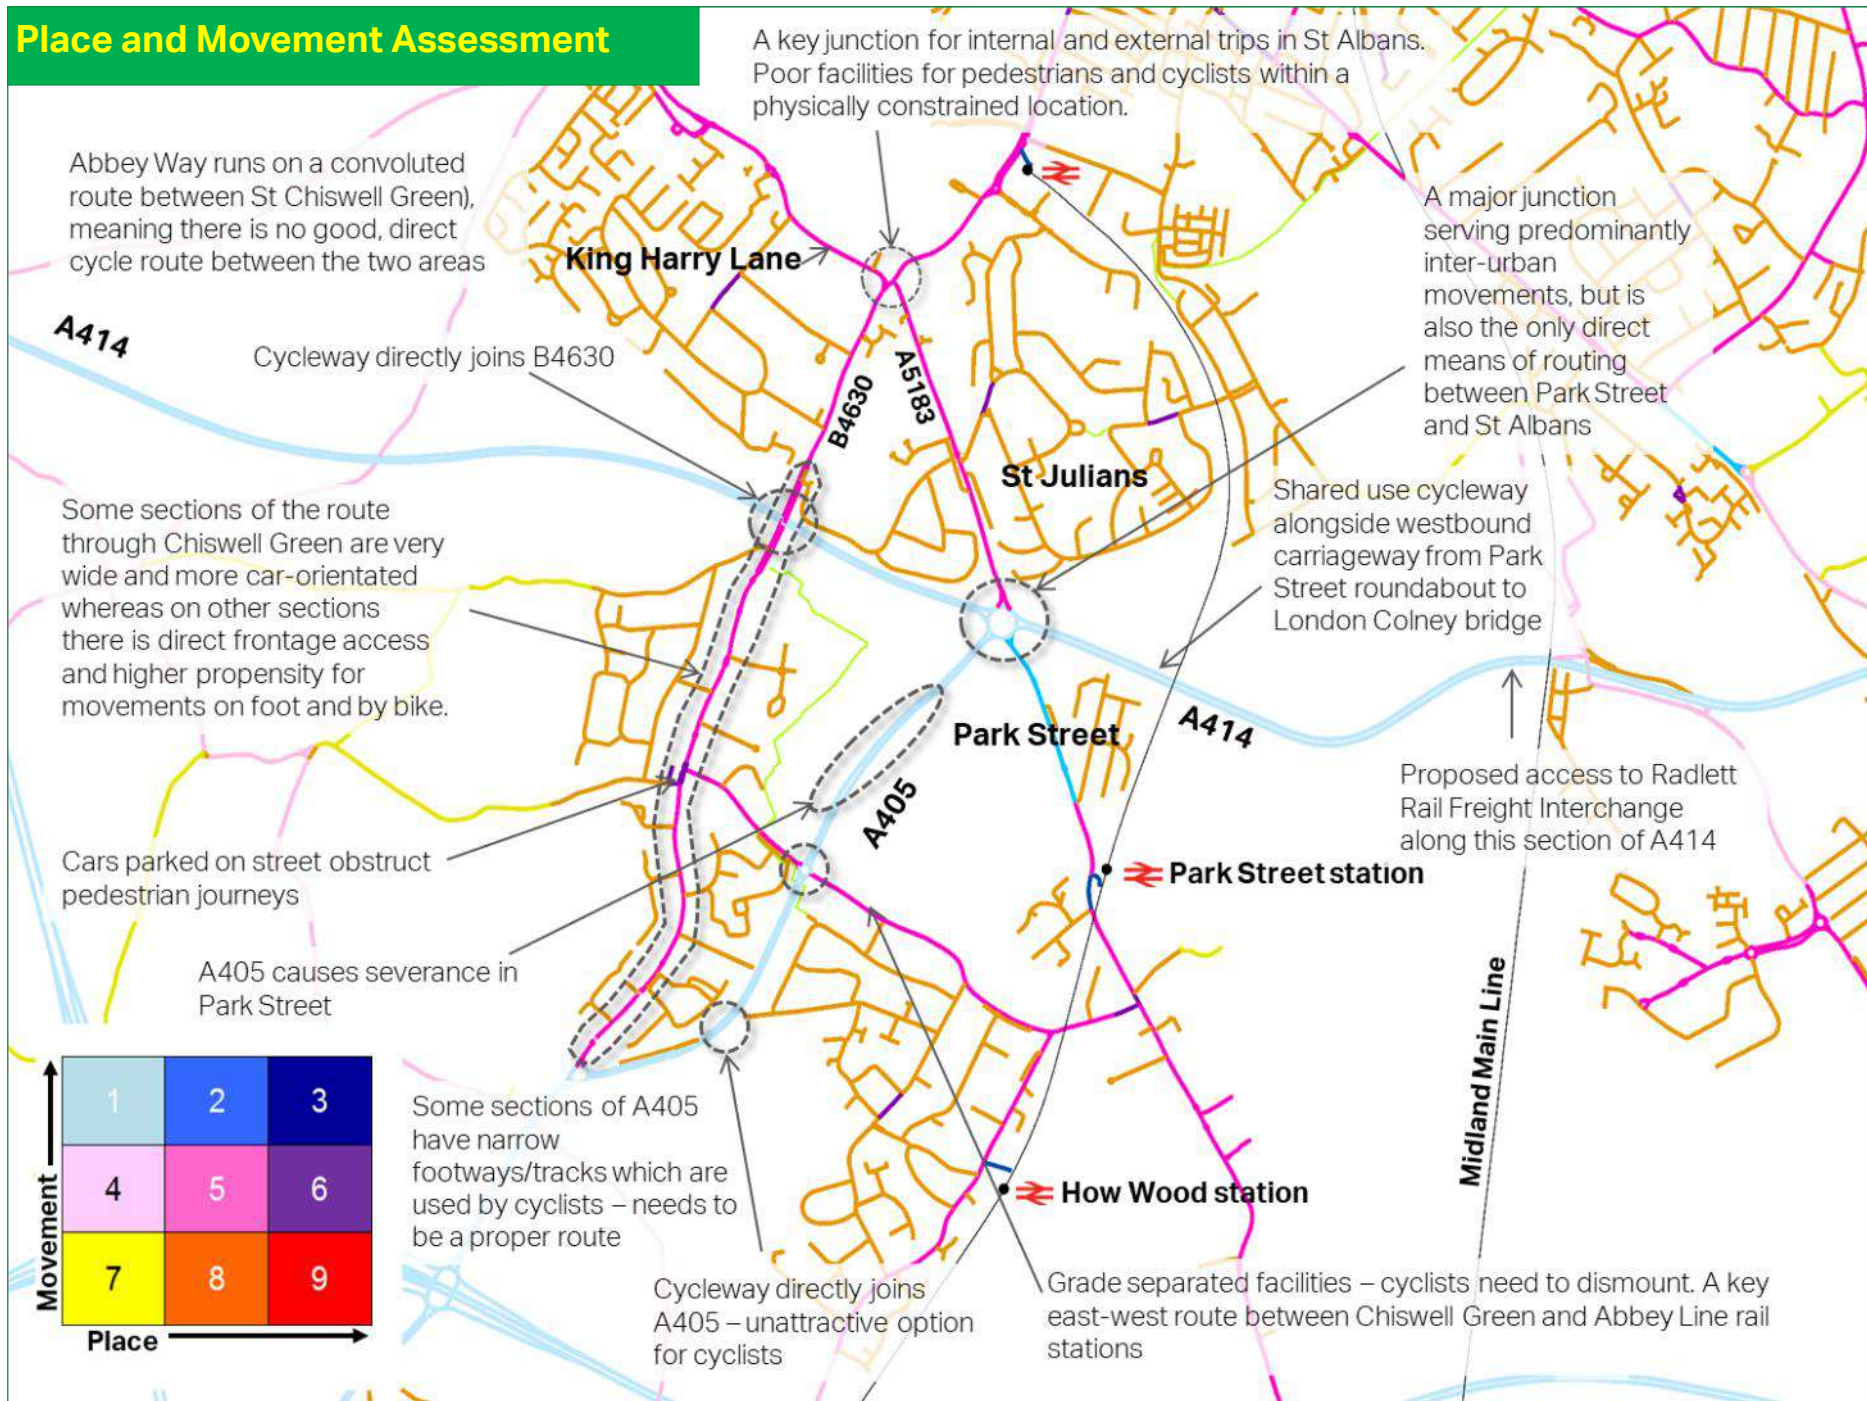 Place and Movement Assessment
A key junction for internal and external trips in St Albans.
Poor facilities for pedestrians and cyclists within a
physically constrained location.
Abbey Way runs on a convoluted
route between St Chiswell Green),
meaning there is no good, direct
cycle route between the two areas
King Harry Lane
A major junction
serving predominantly
inter-urban
movements, but is
also the only direct
means of routing
between Park Street
and St Albans
A414
Cycleway directly joins B4630
B4630
A5183
St Julians
Some sections of the route
through Chiswell Green are very
wide and more car-orientated
whereas on other sections
there is direct frontage access
and higher propensity for
movements on foot and by bike.
Shared use cycleway
alongside westbound
carriageway from Park
Street roundabout to
London Colney bridge
Park Street
A414
A405
Proposed access to Radlett
Rail Freight Interchange
along this section of A414
Cars parked on street obstruct
pedestrian journeys
Park Street station
A405 causes severance in
Park Street
Midland Main Line
1 2 3
4 5 6
7 8 9
Movement
Place
Some sections of A405
have narrow
footways/tracks which are
used by cyclists – needs to
be a proper route
How Wood station
Cycleway directly joins
A405 – unattractive option
for cyclists
Grade separated facilities – cyclists need to dismount. A key
east-west route between Chiswell Green and Abbey Line rail
stations